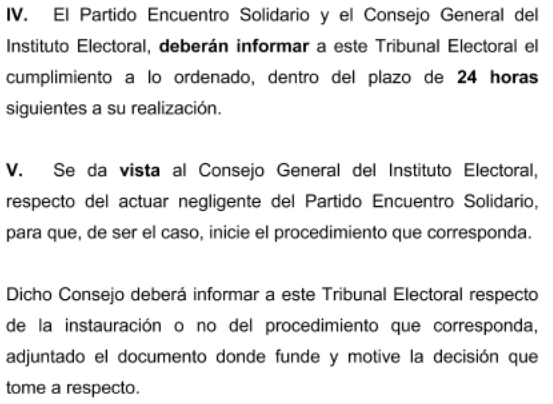 IV. El Partido Encuentro Solidario y el Consejo General del
Instituto Electoral, deberán informar a este Tribunal Electoral el
cumplimiento a lo ordenado, dentro del plazo de 24 horas
siguientes a su realización.
V. Se da vista al Consejo General del Instituto Electoral,
respecto del actuar negligente del Partido Encuentro Solidario,
para que, de ser el caso, inicie el procedimiento que corresponda.
Dicho Consejo deberá informar a este Tribunal Electoral respecto
de la instauración o no del procedimiento que corresponda,
adjuntado el documento donde funde y motive la decisión que
tome a respecto.